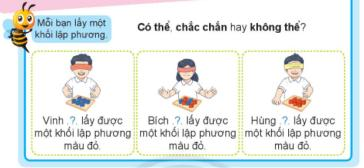 Mỗi bạn lấy một
khối lập phương.
Có thể, chắc chắn hay không thể?
Vinh .?. lấy được
một khối lập phương
màu đỏ.
Bích .?. lấy được
một khối lập phương
màu đỏ.
Hùng .?. lấy được
một khối lập phương
màu đỏ.